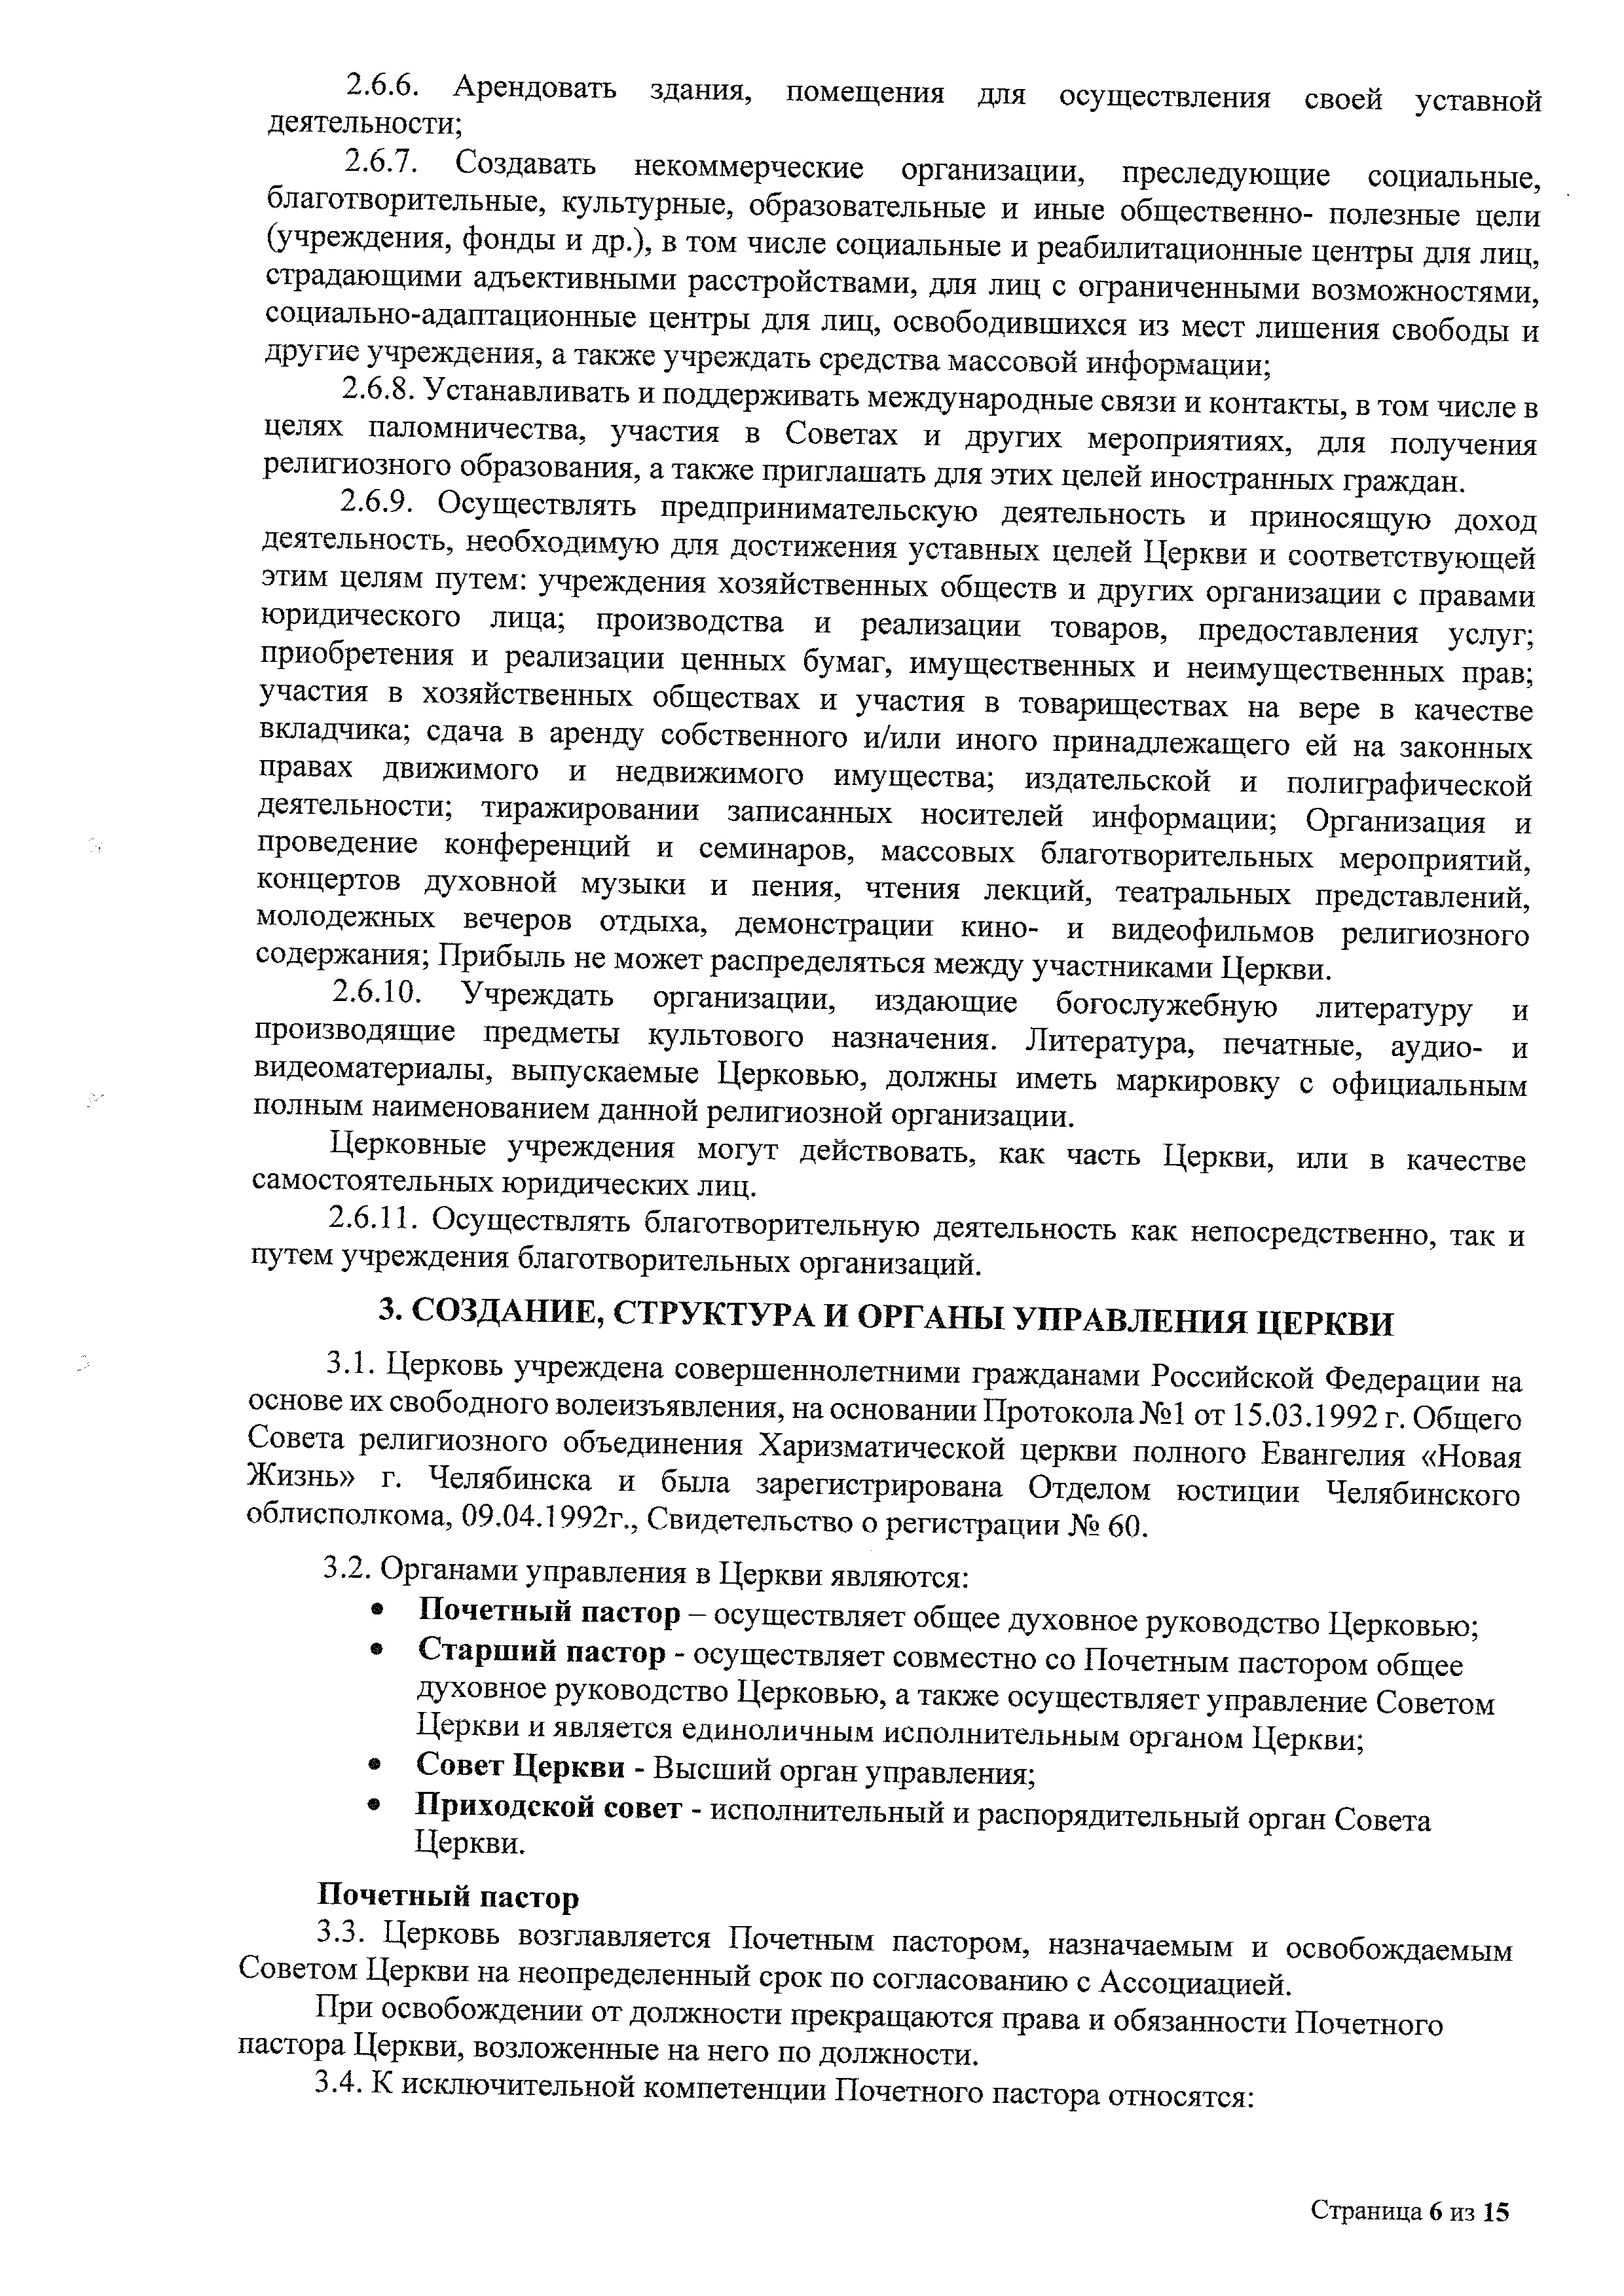 2.6.6. Арендовать здания, помещения для осуществления своей уставной
деятельности;
2.6.7. Создавать некоммерческие организации, преследующие социальные,
благотворительные, культурные, образовательные и иные общественно- полезные цели
(учреждения, фонды и др.), в том числе социальные и реабилитационные центры для лиц,
страдающими адъективными расстройствами, для лиц с ограниченными возможностями,
социально-адаптационные центры для лиц, освободившихся из мест лишения свободы и
другие учреждения, а также учреждать средства массовой информации;
2.6.8. Устанавливать и поддерживать международные связи и контакты, в том числе в
целях паломничества, участия в Советах и других мероприятиях, для получения
религиозного образования, а также приглашать для этих целей иностранных граждан.
2.6.9. Осуществлять предпринимательскую деятельность и приносящую доход
деятельность, необходимую для достижения уставных целей Церкви и соответствующей
этим целям путем: учреждения хозяйственных обществ и других организации с правами
юридического лица; производства и реализации товаров, предоставления услуг;
приобретения и реализации ценных бумаг, имущественных и неимущественных прав;
участия в хозяйственных обществах и участия в товариществах на вере в качестве
вкладчика; сдача в аренду собственного и/или иного принадлежащего ей на законных
правах движимого и недвижимого имущества; издательской и полиграфической
деятельности; тиражировании записанных носителей информации; Организация и
проведение конференций и семинаров, массовых благотворительных мероприятий,
концертов духовной музыки и пения, чтения лекций, театральных представлений,
молодежных вечеров отдыха, демонстрации кино- и видеофильмов религиозного
содержания; Прибыль не может распределяться между участниками Церкви.
2.6.10. Учреждать организации, издающие богослужебную литературу и
производящие предметы культового назначения. Литература, печатные, аудио- и
видеоматериалы, выпускаемые Церковью, должны иметь маркировку с официальным
полным наименованием данной религиозной организации.
Церковные учреждения могут действовать, как часть Церкви, или в качестве
самостоятельных юридических лиц.
2.6.11. Осуществлять благотворительную деятельность как непосредственно, так и
путем учреждения благотворительных организаций.
3. СОЗДАНИЕ, СТРУКТУРА И ОРГАНЫ УПРАВЛЕНИЯ ЦЕРКВИ
3.1. Церковь учреждена совершеннолетними гражданами Российской Федерации на
основе их свободного волеизъявления, на основании Протокола №1 от 15.03.1992 г. Общего
Совета религиозного объединения Харизматической церкви полного Евангелия «Новая
Жизнь» г. Челябинска и была зарегистрирована Отделом юстиции Челябинского
облисполкома, 09.04.1992г., Свидетельство о регистрации № 60.
3.2. Органами управления в Церкви являются:
• Почетный пастор – осуществляет общее духовное руководство Церковью;
• Старший пастор - осуществляет совместно со Почетным пастором общее
духовное руководство Церковью, а также осуществляет управление Советом
Церкви и является единоличным исполнительным органом Церкви;
• Совет Церкви - Высший орган управления;
• Приходской совет - исполнительный и распорядительный орган Совета
Церкви.
Почетный пастор
3.3. Церковь возглавляется Почетным пастором, назначаемым и освобождаемым
Советом Церкви на неопределенный срок по согласованию с Ассоциацией.
При освобождении от должности прекращаются права и обязанности Почетного
пастора Церкви, возложенные на него по должности.
3.4. К исключительной компетенции Почетного пастора относятся:
Страница 6 из 15